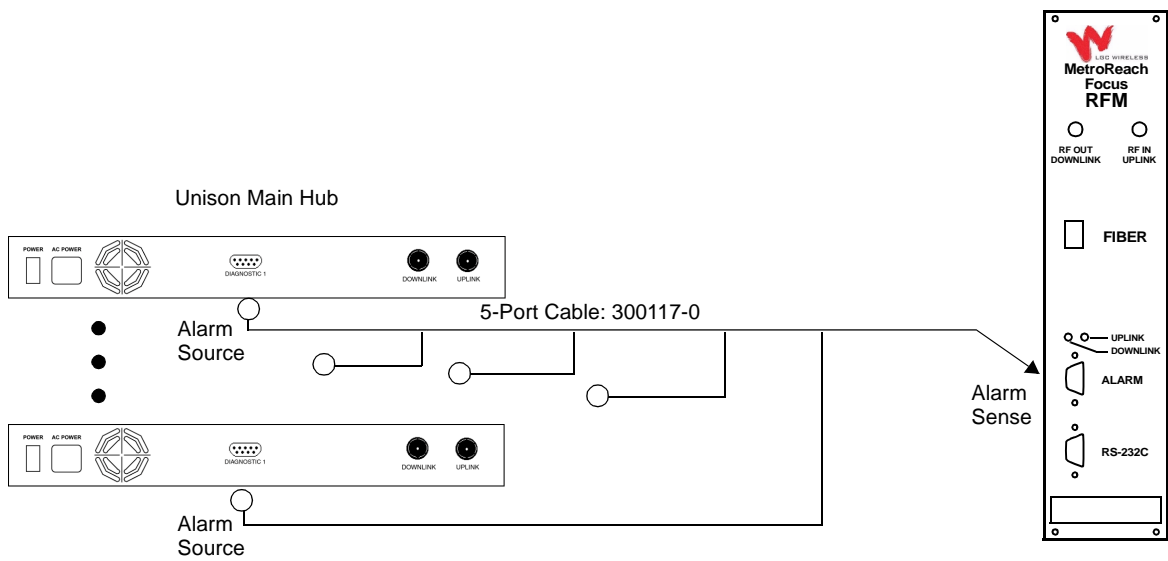 LGC WIRELESS
MetroReach
Focus
RFM
RF OUT
DOWNLINK
RF IN
UPLINK
Unison Main Hub
FIBER
POWER
AC POWER
DIAGNOSTIC 1
DOWNLINK
UPLINK
5-Port Cable: 300117-0
Alarm
Source
UPLINK
DOWNLINK
ALARM
Alarm
Sense
POWER
AC POWER
DIAGNOSTIC 1
DOWNLINK
UPLINK
RS-232C
Alarm
Source